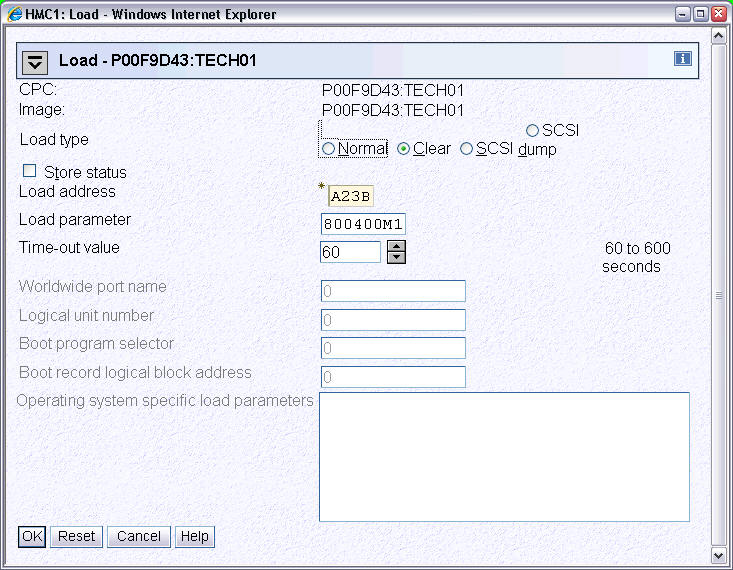 HMC1: Load - Windows Internet Explorer
Load - P00F9D43:TECH01
i
CPC: P00F9D43:TECH01
Image: P00F9D43:TECH01
Load type Normal Clear SCSI SCSI dump
Store status
Load address * A23B
Load parameter 800400M1
Time-out value 60 60 to 600 seconds
Worldwide port name 0
Logical unit number 0
Boot program selector 0
Boot record logical block address 0
Operating system specific load parameters
OK Reset Cancel Help